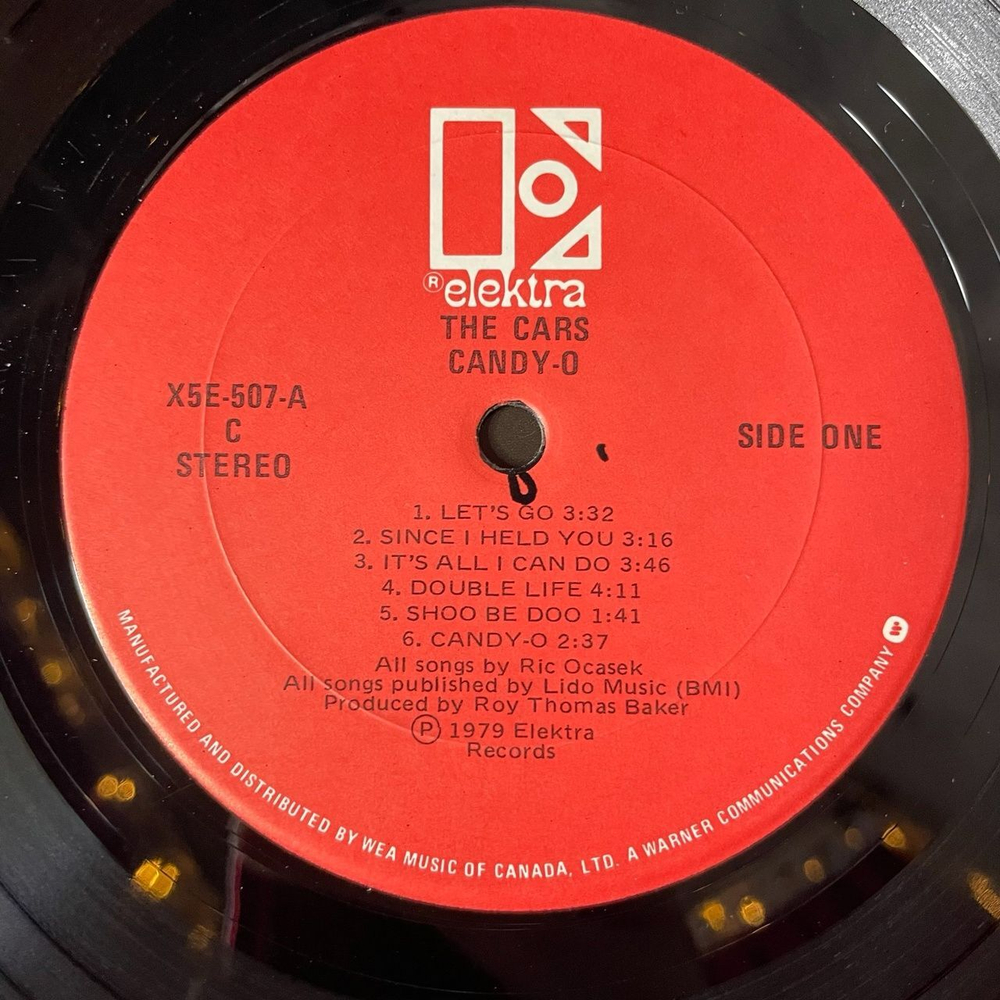 ® elektra
THE CARS
CANDY-O
X5E-507-A
C
STEREO
SIDE ONE
1. LET'S GO 3:32
2. SINCE I HELD YOU 3:16
3. IT'S ALL I CAN DO 3:46
4. DOUBLE LIFE 4:11
5. SHOO BE DOO 1:41
6. CANDY-O 2:37
All songs by Ric Ocasek
All songs published by Lido Music (BMI)
Produced by Roy Thomas Baker
Ⓟ 1979 Elektra
Records
MANUFACTURED AND DISTRIBUTED BY WEA MUSIC OF CANADA, LTD. A WARNER COMMUNICATIONS COMPANY